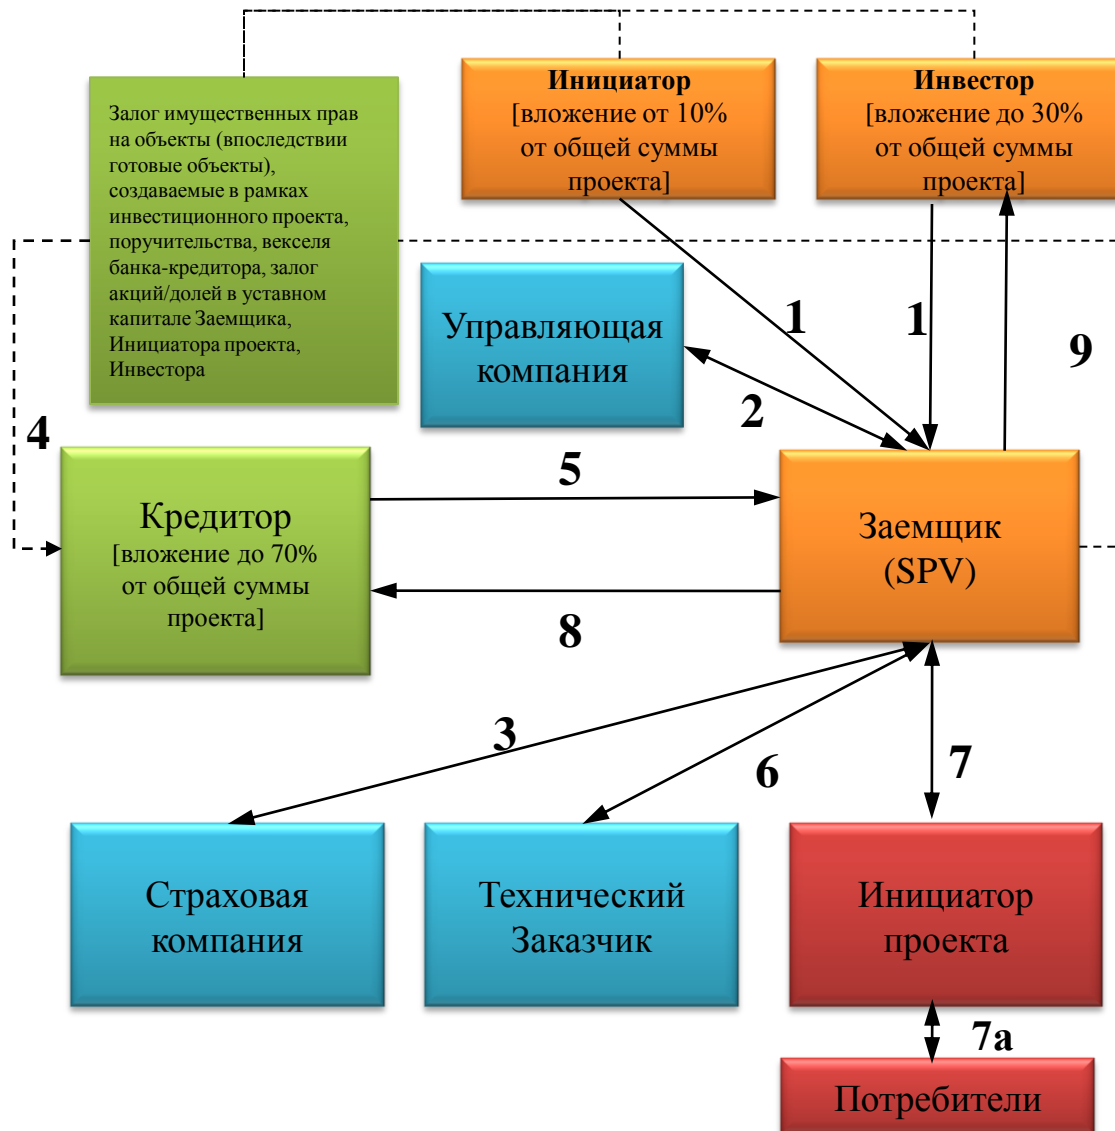 Инициатор
[вложение от 10%
от общей суммы
проекта]
Инвестор
[вложение до 30%
от общей суммы
проекта]
Залог имущественных прав
на объекты (впоследствии
готовые объекты),
создаваемые в рамках
инвестиционного проекта,
поручительства, векселя
банка-кредитора, залог
акций/долей в уставном
капитале Заемщика,
Инициатора проекта,
Инвестора
Управляющая
компания
1
1
9
2
4
5
Кредитор
[вложение до 70%
от общей суммы
проекта]
Заемщик
(SPV)
8
3
6
7
Страховая
компания
Технический
Заказчик
Инициатор
проекта
7а
Потребители